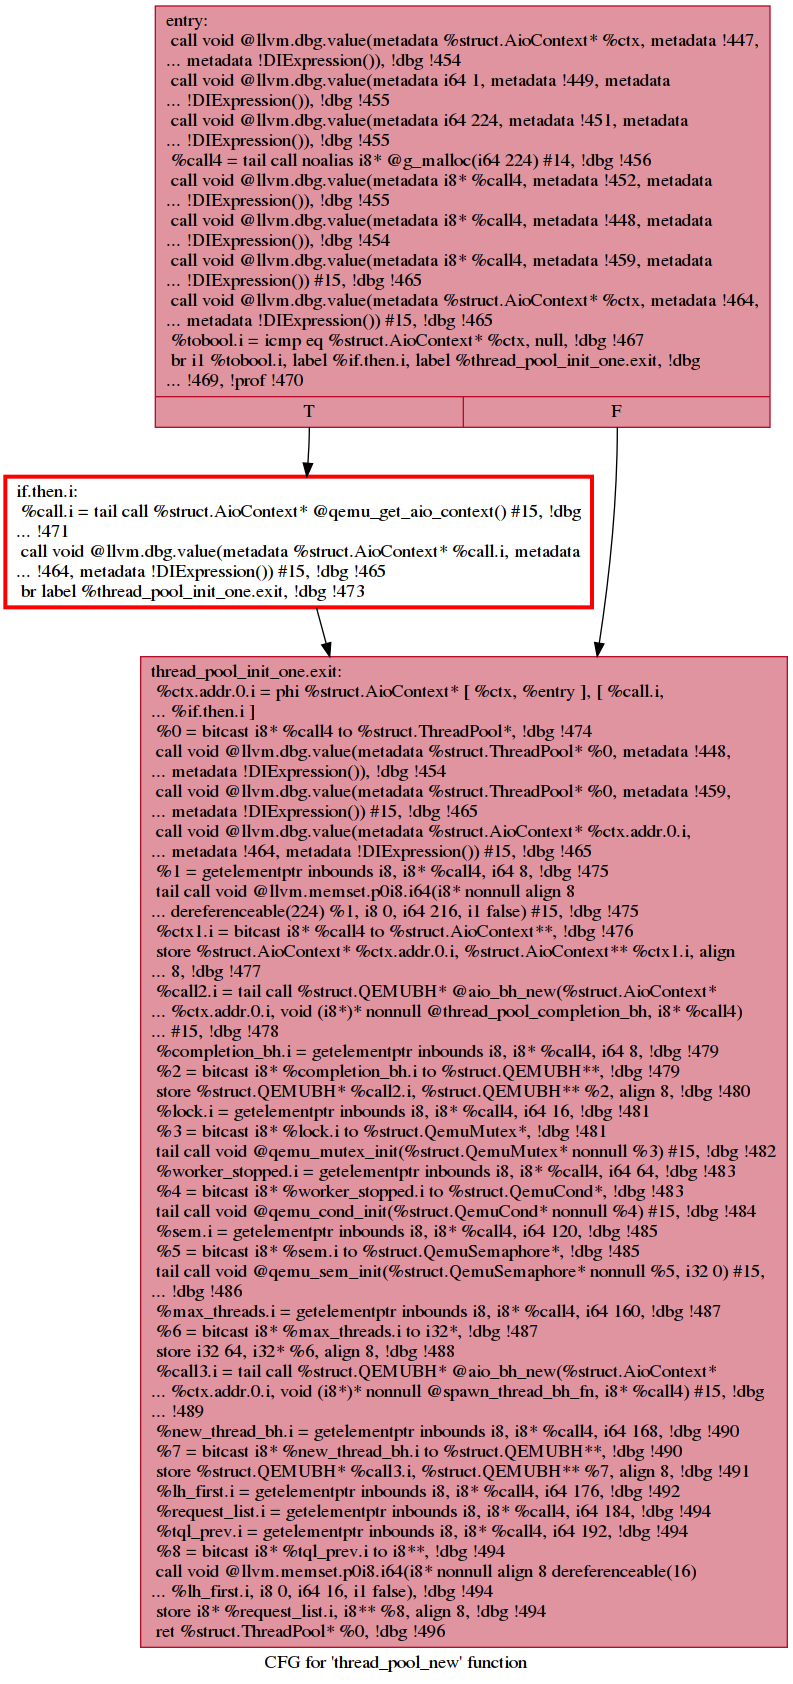 entry:
call void @llvm.dbg.value(metadata %struct.AioContext* %ctx, metadata !447,
... metadata !DIExpression()), !dbg !454
call void @llvm.dbg.value(metadata i64 1, metadata !449, metadata
... !DIExpression()), !dbg !455
call void @llvm.dbg.value(metadata i64 224, metadata !451, metadata
... !DIExpression()), !dbg !455
%call4 = tail call noalias i8* @g_malloc(i64 224) #14, !dbg !456
call void @llvm.dbg.value(metadata i8* %call4, metadata !452, metadata
... !DIExpression()), !dbg !455
call void @llvm.dbg.value(metadata i8* %call4, metadata !448, metadata
... !DIExpression()), !dbg !454
call void @llvm.dbg.value(metadata i8* %call4, metadata !459, metadata
... !DIExpression()) #15, !dbg !465
call void @llvm.dbg.value(metadata %struct.AioContext* %ctx, metadata !464,
... metadata !DIExpression()) #15, !dbg !465
%tobool.i = icmp eq %struct.AioContext* %ctx, null, !dbg !467
br i1 %tobool.i, label %if.then.i, label %thread_pool_init_one.exit, !dbg
... !469, !prof !470
T F
if.then.i:
%call.i = tail call %struct.AioContext* @qemu_get_aio_context() #15, !dbg
... !471
call void @llvm.dbg.value(metadata %struct.AioContext* %call.i, metadata
... !464, metadata !DIExpression()) #15, !dbg !465
br label %thread_pool_init_one.exit, !dbg !473
thread_pool_init_one.exit:
%ctx.addr.0.i = phi %struct.AioContext* [ %ctx, %entry ], [ %call.i,
... %if.then.i ]
%0 = bitcast i8* %call4 to %struct.ThreadPool*, !dbg !474
call void @llvm.dbg.value(metadata %struct.ThreadPool* %0, metadata !448,
... metadata !DIExpression()), !dbg !454
call void @llvm.dbg.value(metadata %struct.ThreadPool* %0, metadata !459,
... metadata !DIExpression()) #15, !dbg !465
call void @llvm.dbg.value(metadata %struct.AioContext* %ctx.addr.0.i,
... metadata !464, metadata !DIExpression()) #15, !dbg !465
%1 = getelementptr inbounds i8, i8* %call4, i64 8, !dbg !475
tail call void @llvm.memset.p0i8.i64(i8* nonnull align 8
... dereferenceable(224) %1, i8 0, i64 216, i1 false) #15, !dbg !475
%ctx1.i = bitcast i8* %call4 to %struct.AioContext**, !dbg !476
store %struct.AioContext* %ctx.addr.0.i, %struct.AioContext** %ctx1.i, align
... 8, !dbg !477
%call2.i = tail call %struct.QEMUBH* @aio_bh_new(%struct.AioContext*
... %ctx.addr.0.i, void (i8*)* nonnull @thread_pool_completion_bh, i8* %call4)
... #15, !dbg !478
%completion_bh.i = getelementptr inbounds i8, i8* %call4, i64 8, !dbg !479
%2 = bitcast i8* %completion_bh.i to %struct.QEMUBH**, !dbg !479
store %struct.QEMUBH* %call2.i, %struct.QEMUBH** %2, align 8, !dbg !480
%lock.i = getelementptr inbounds i8, i8* %call4, i64 16, !dbg !481
%3 = bitcast i8* %lock.i to %struct.QemuMutex*, !dbg !481
tail call void @qemu_mutex_init(%struct.QemuMutex* nonnull %3) #15, !dbg !482
%worker_stopped.i = getelementptr inbounds i8, i8* %call4, i64 64, !dbg !483
%4 = bitcast i8* %worker_stopped.i to %struct.QemuCond*, !dbg !483
tail call void @qemu_cond_init(%struct.QemuCond* nonnull %4) #15, !dbg !484
%sem.i = getelementptr inbounds i8, i8* %call4, i64 120, !dbg !485
%5 = bitcast i8* %sem.i to %struct.QemuSemaphore*, !dbg !485
tail call void @qemu_sem_init(%struct.QemuSemaphore* nonnull %5, i32 0) #15,
... !dbg !486
%max_threads.i = getelementptr inbounds i8, i8* %call4, i64 160, !dbg !487
%6 = bitcast i8* %max_threads.i to i32*, !dbg !487
store i32 64, i32* %6, align 8, !dbg !488
%call3.i = tail call %struct.QEMUBH* @aio_bh_new(%struct.AioContext*
... %ctx.addr.0.i, void (i8*)* nonnull @spawn_thread_bh_fn, i8* %call4) #15, !dbg
... !489
%new_thread_bh.i = getelementptr inbounds i8, i8* %call4, i64 168, !dbg !490
%7 = bitcast i8* %new_thread_bh.i to %struct.QEMUBH**, !dbg !490
store %struct.QEMUBH* %call3.i, %struct.QEMUBH** %7, align 8, !dbg !491
%lh_first.i = getelementptr inbounds i8, i8* %call4, i64 176, !dbg !492
%request_list.i = getelementptr inbounds i8, i8* %call4, i64 184, !dbg !494
%tql_prev.i = getelementptr inbounds i8, i8* %call4, i64 192, !dbg !494
%8 = bitcast i8* %tql_prev.i to i8**, !dbg !494
call void @llvm.memset.p0i8.i64(i8* nonnull align 8 dereferenceable(16)
... %lh_first.i, i8 0, i64 16, i1 false), !dbg !494
store i8* %request_list.i, i8** %8, align 8, !dbg !494
ret %struct.ThreadPool* %0, !dbg !496
CFG for 'thread_pool_new' function